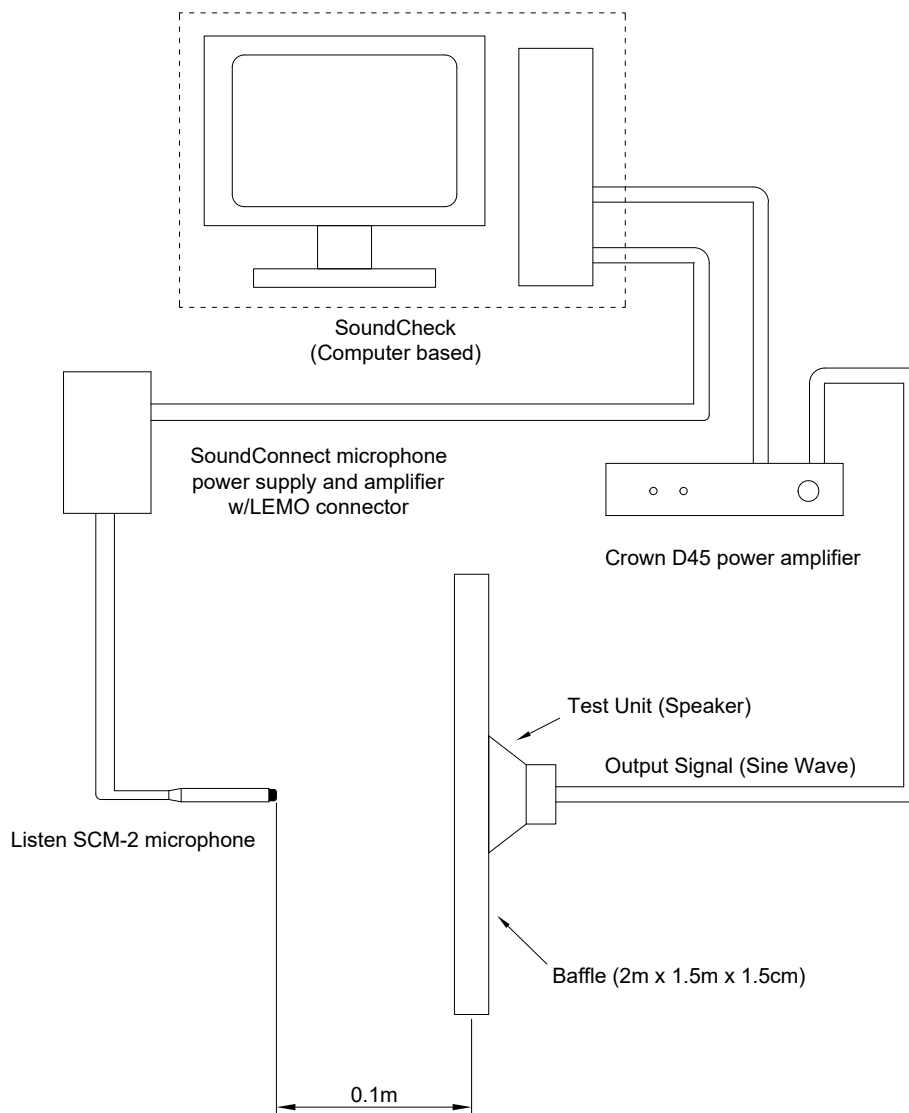 SoundCheck
(Computer based)
SoundConnect microphone
power supply and amplifier
w/LEMO connector
Crown D45 power amplifier
Test Unit (Speaker)
Output Signal (Sine Wave)
Listen SCM-2 microphone
Baffle (2m x 1.5m x 1.5cm)
0.1m